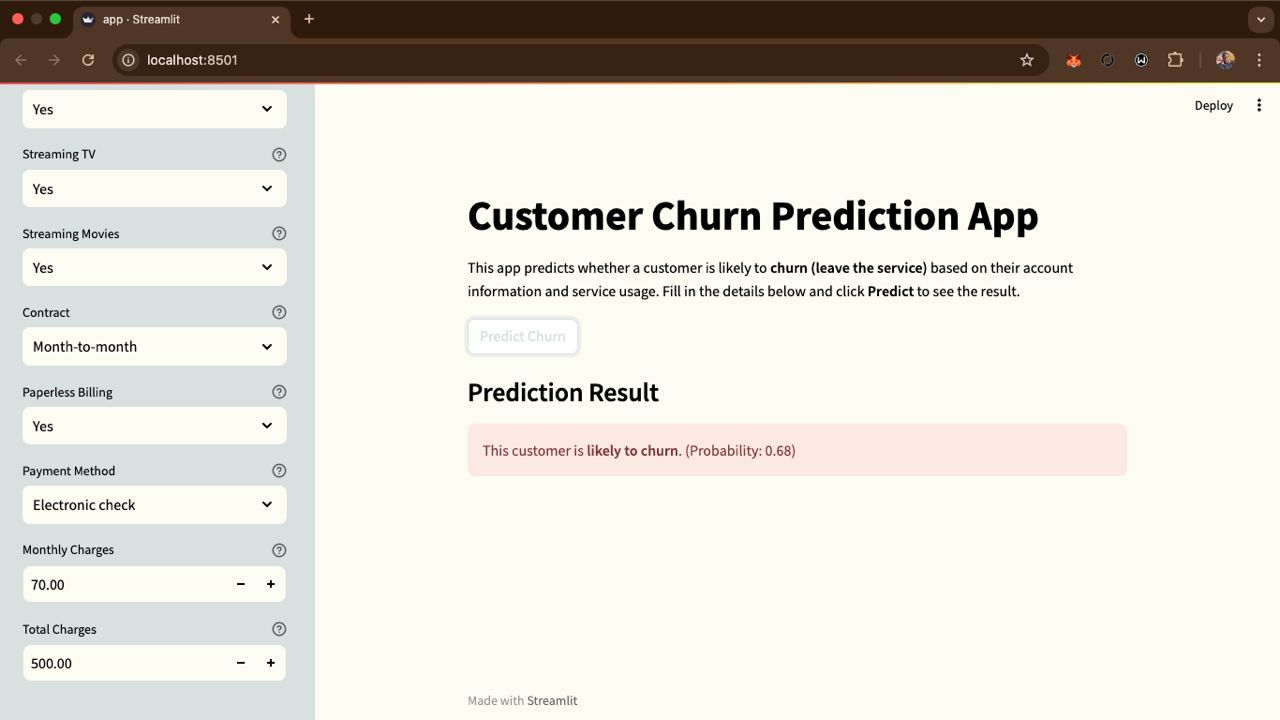 app · Streamlit
localhost:8501
Yes
Streaming TV
Yes
Streaming Movies
Yes
Contract
Month-to-month
Paperless Billing
Yes
Payment Method
Electronic check
Monthly Charges
70.00
Total Charges
500.00
Deploy
Customer Churn Prediction App
This app predicts whether a customer is likely to churn (leave the service) based on their account
information and service usage. Fill in the details below and click Predict to see the result.
Predict Churn
Prediction Result
This customer is likely to churn. (Probability: 0.68)
Made with Streamlit